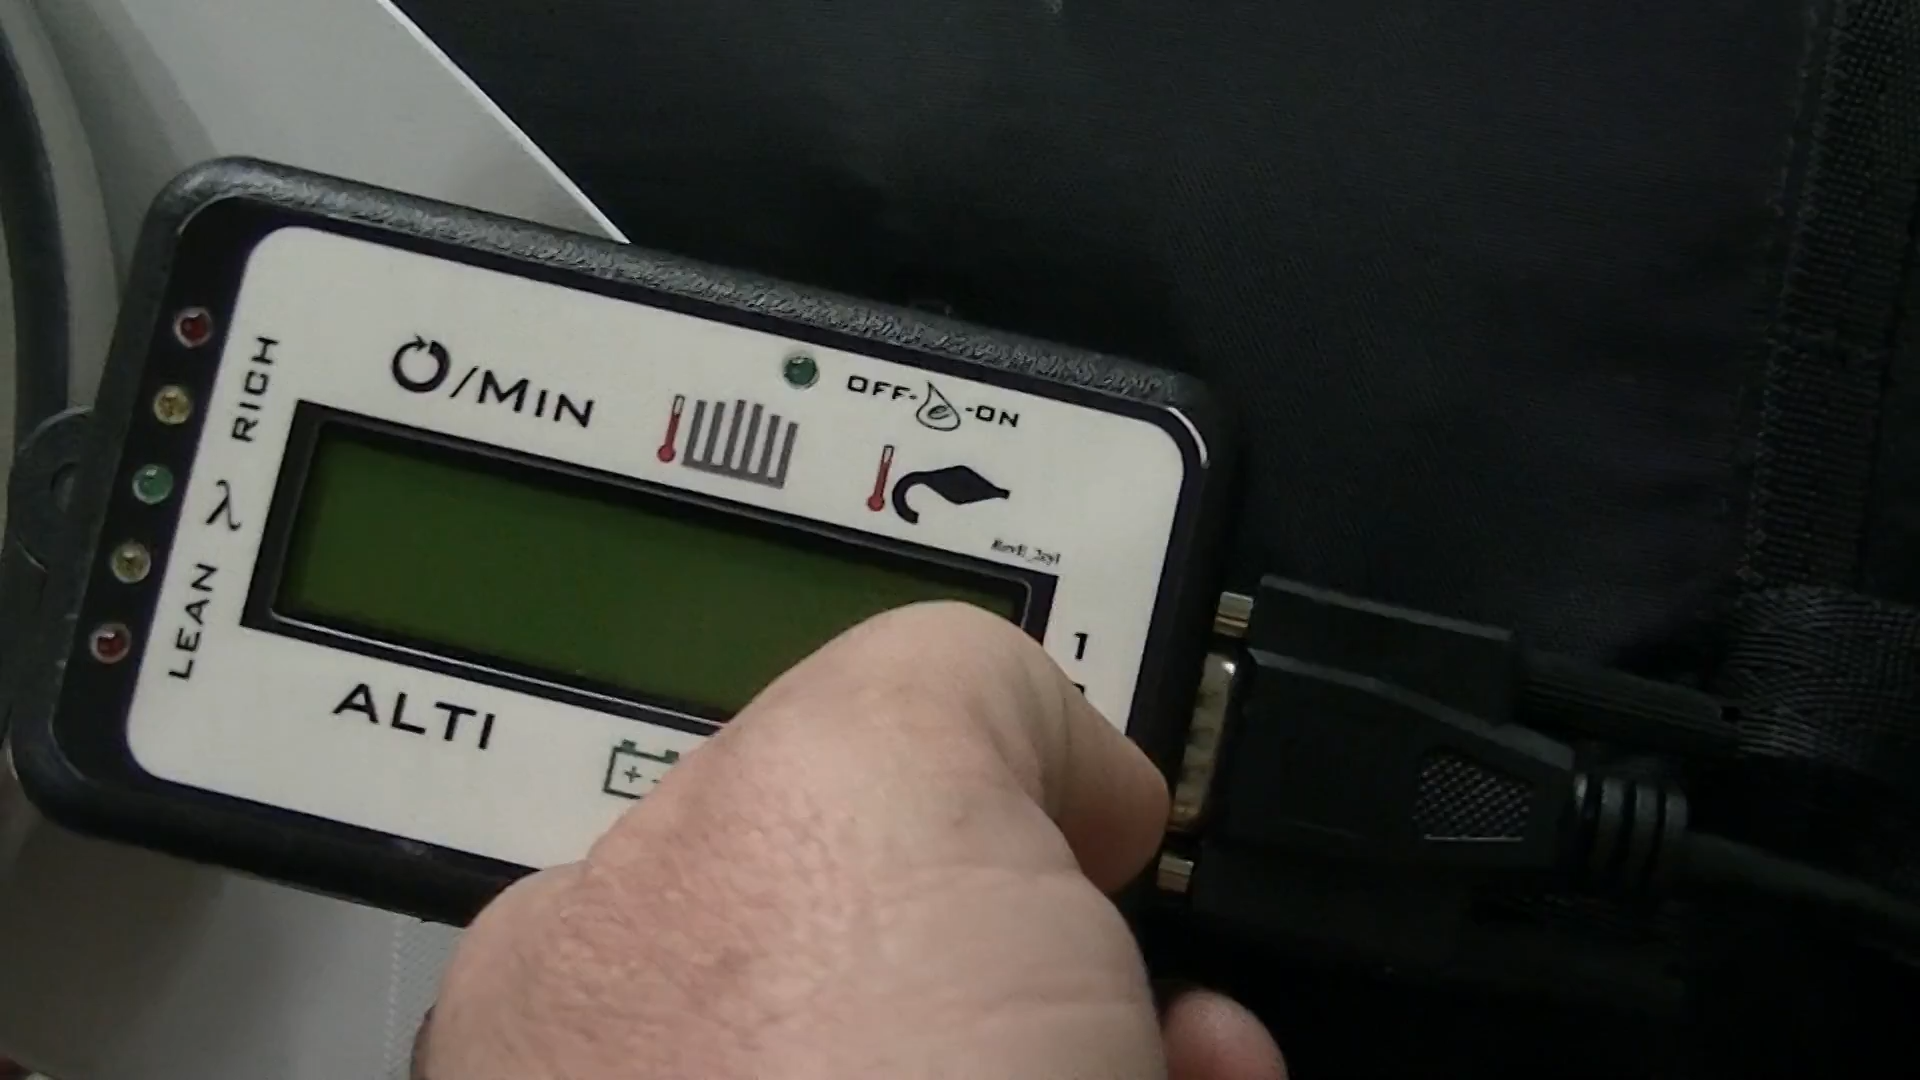 RICH
λ
LEAN
/MIN
OFF-e-ON
1
ALTI
+ -